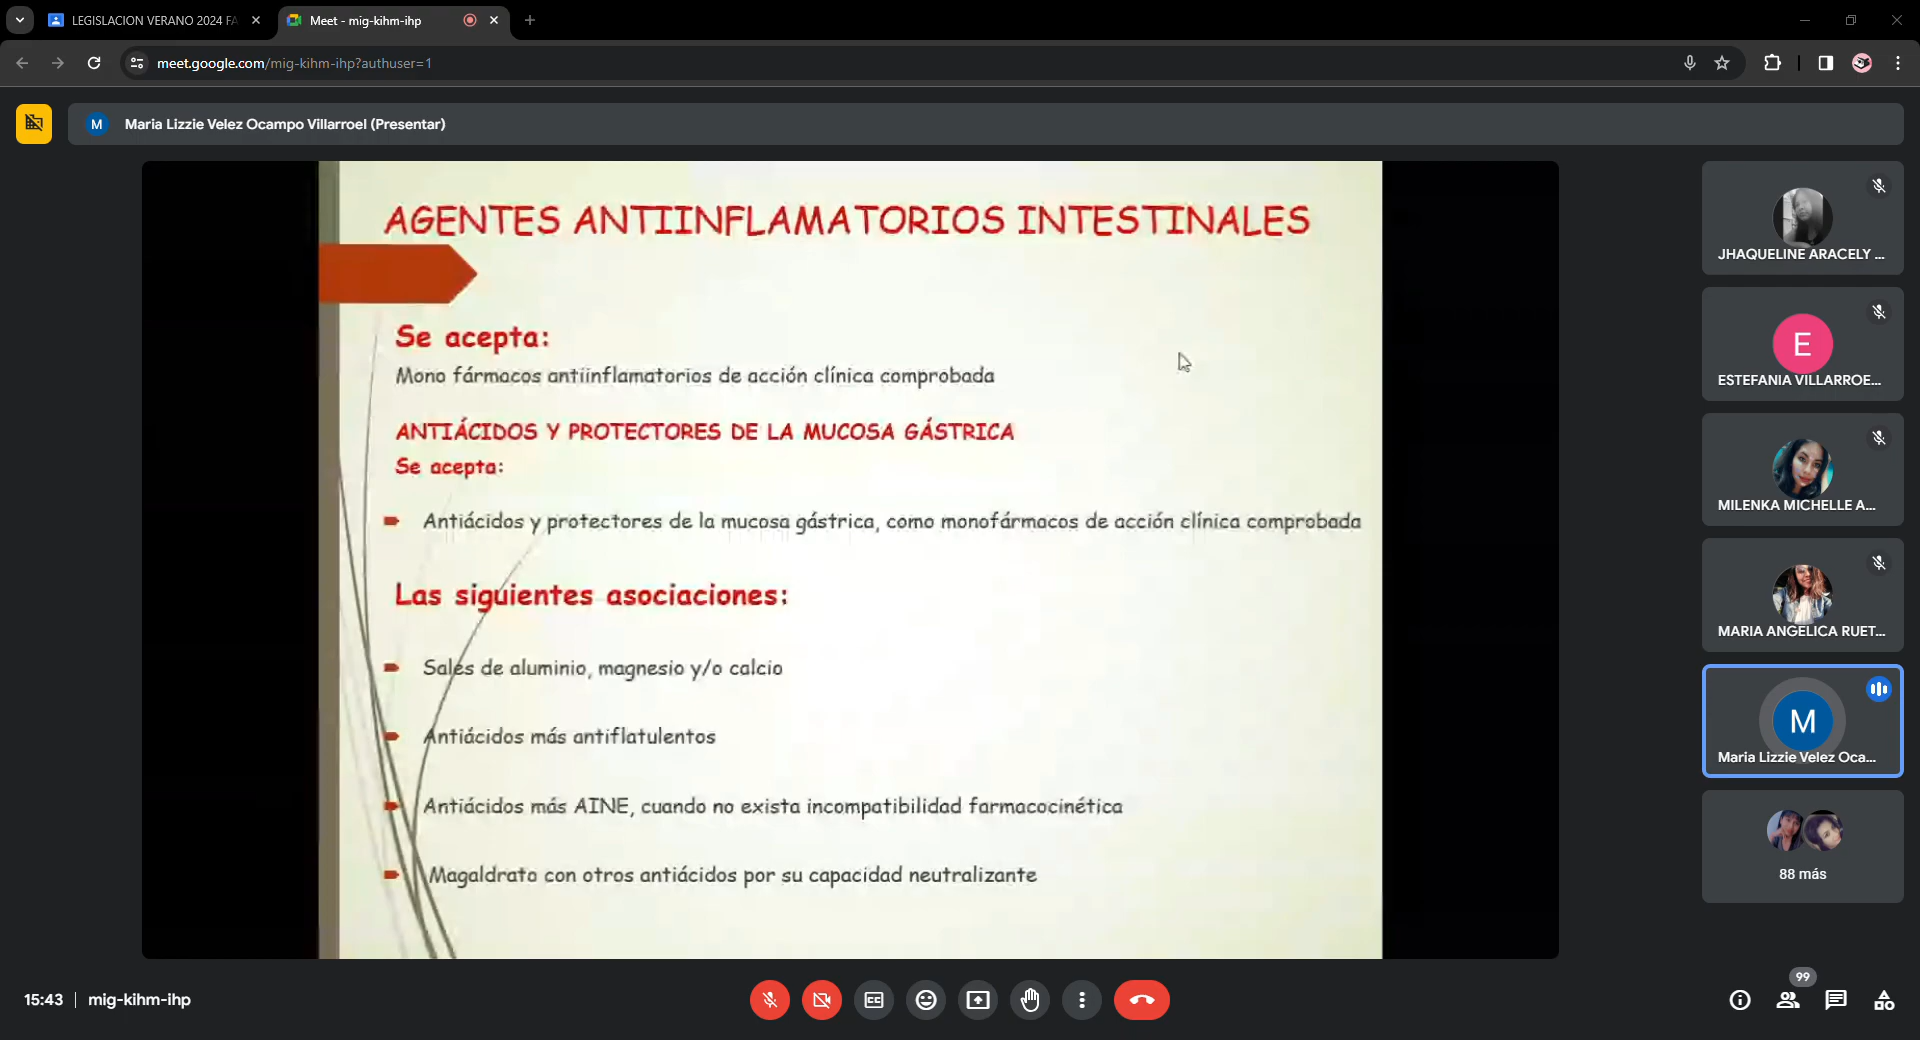 LEGISLACION VERANO 2024 FA
Meet - mig-kihm-ihp
meet.google.com/mig-kihm-ihp?authuser=1
M
Maria Lizzie Velez Ocampo Villarroel (Presentar)
AGENTES ANTIINFLAMATORIOS INTESTINALES
Se acepta:
Mono fármacos antiinflamatorios de acción clínica comprobada
ANTIÁCIDOS Y PROTECTORES DE LA MUCOSA GÁSTRICA
Se acepta:
Antiácidos y protectores de la mucosa gástrica, como monofármacos de acción clínica comprobada
Las siguientes asociaciones:
Sales de aluminio, magnesio y/o calcio
Antiácidos más antiflatulentos
Antiácidos más AINE, cuando no exista incompatibilidad farmacocinética
Magaldrato con otros antiácidos por su capacidad neutralizante
JHAQUELINE ARACELY ...
E
ESTEFANIA VILLARROE...
MILENKA MICHELLE A...
MARIA ANGELICA RUET...
M
Maria Lizzie Velez Oca...
88 más
15:43 | mig-kihm-ihp
99